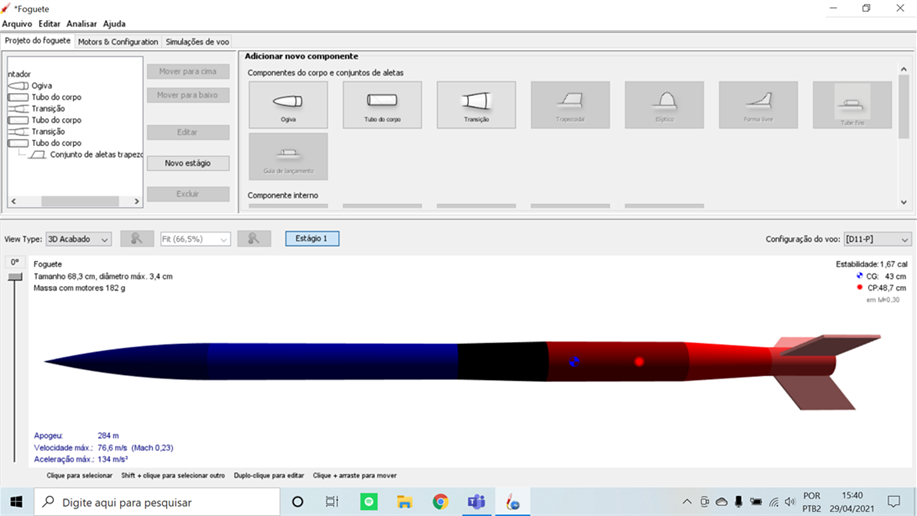 *Foguete
Arquivo Editar Analisar Ajuda
Projeto do foguete Motors & Configuration Simulações de voo
ntador
Ogiva
Tubo do corpo
Transição
Tubo do corpo
Transição
Tubo do corpo
Conjunto de aletas trapezo
Mover para cima
Mover para baixo
Editar
Novo estágio
Excluir
Adicionar novo componente
Componentes do corpo e conjuntos de aletas
Ogiva Tubo do corpo Transição Trapezoidal Elíptico Forma livre Tube fins
Guia de lançamento
Componente interno
View Type: 3D Acabado Fit (66,5%) Estágio 1 Configuração do voo: [D11-P]
0°
Foguete
Tamanho 68,3 cm, diâmetro máx. 3,4 cm
Massa com motores 182 g
Estabilidade: 1,67 cal
CG: 43 cm
CP: 48,7 cm
em M=0,30
Apogeu: 284 m
Velocidade máx.: 76,6 m/s (Mach 0,23)
Aceleração máx.: 134 m/s²
Clique para selecionar Shift + clique para selecionar outro Duplo-clique para editar Clique + arraste para mover
Digite aqui para pesquisar
POR
PTB2
15:40
29/04/2021